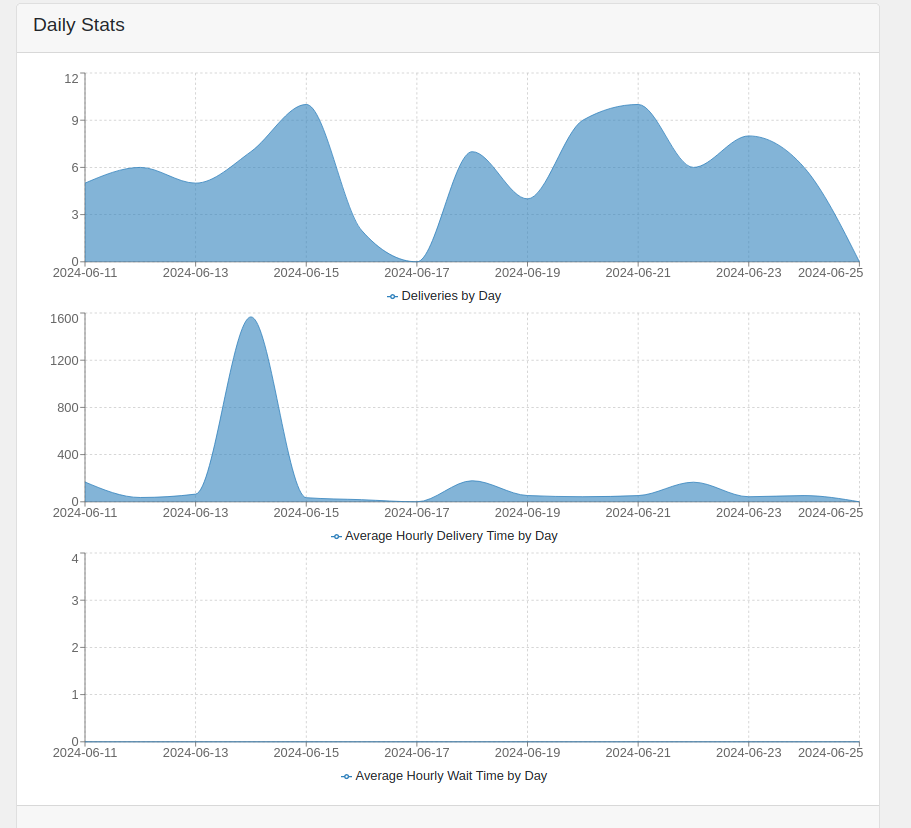 Daily Stats
12
9
6
3
0
2024-06-11 2024-06-13 2024-06-15 2024-06-17 2024-06-19 2024-06-21 2024-06-23 2024-06-25
Deliveries by Day
1600
1200
800
400
0
2024-06-11 2024-06-13 2024-06-15 2024-06-17 2024-06-19 2024-06-21 2024-06-23 2024-06-25
Average Hourly Delivery Time by Day
4
3
2
1
0
2024-06-11 2024-06-13 2024-06-15 2024-06-17 2024-06-19 2024-06-21 2024-06-23 2024-06-25
Average Hourly Wait Time by Day